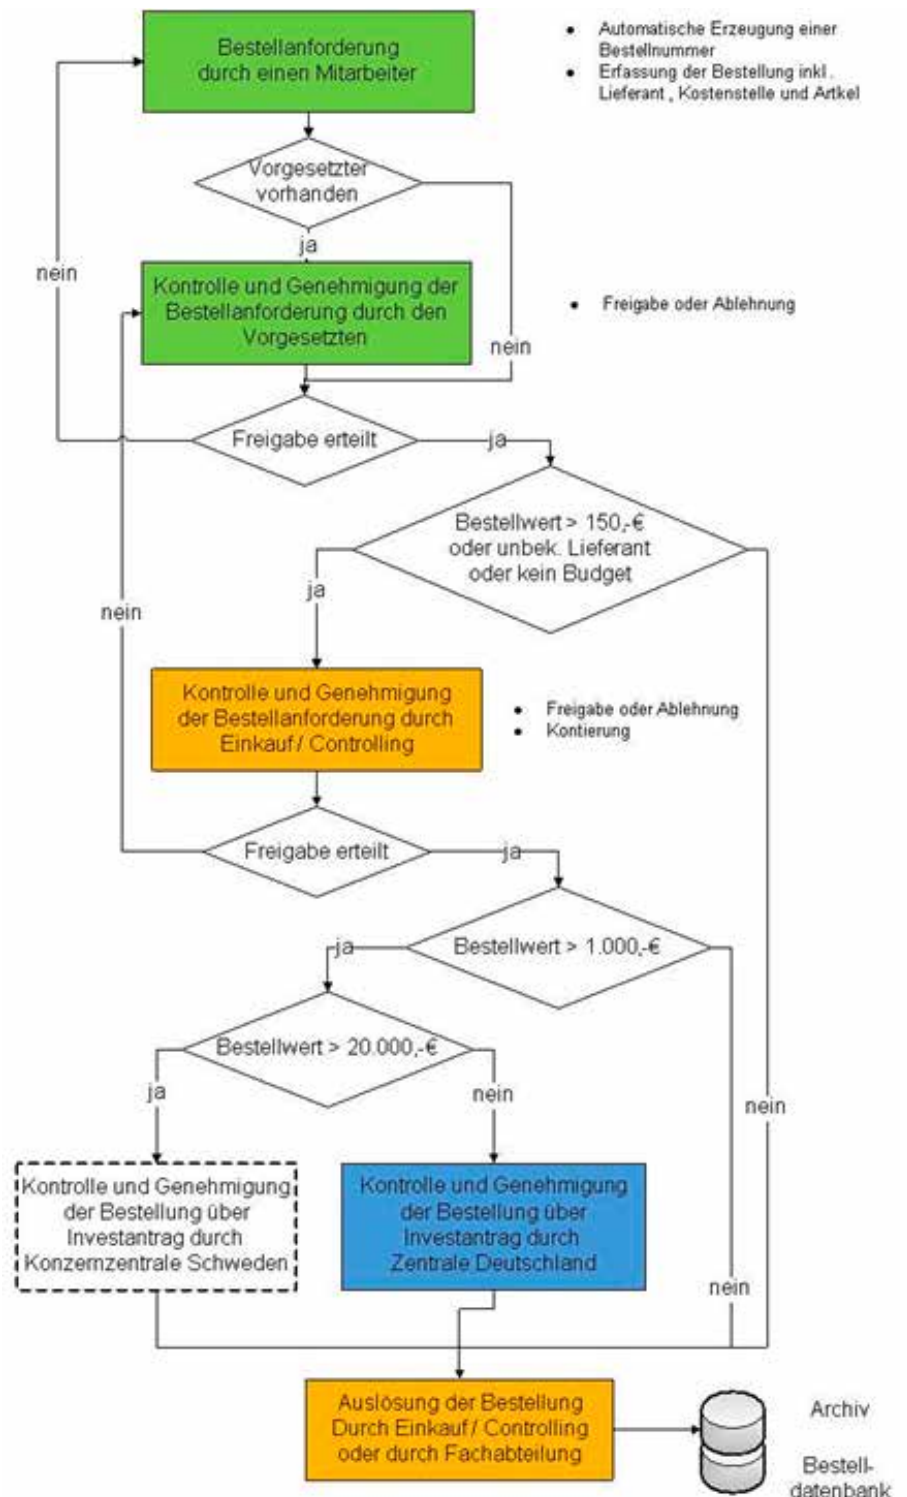 Bestellanforderung
durch einen Mitarbeiter
• Automatische Erzeugung einer
Bestellnummer
• Erfassung der Bestellung inkl.
Lieferant , Kostenstelle und Artkel
Vorgesetzter
vorhanden
ja
nein
Kontrolle und Genehmigung der
Bestellanforderung durch den
Vorgesetzten
• Freigabe oder Ablehnung
nein
Freigabe erteilt
ja
Bestellwert > 150,-€
oder unbek. Lieferant
oder kein Budget
ja
nein
Kontrolle und Genehmigung
der Bestellanforderung durch
Einkauf / Controlling
• Freigabe oder Ablehnung
• Kontierung
Freigabe erteilt
ja
Bestellwert > 1.000,-€
ja
Bestellwert > 20.000,-€
ja
nein
nein
Kontrolle und Genehmigung
der Bestellung über
Investantrag durch
Konzernzentrale Schweden
Kontrolle und Genehmigung
der Bestellung über
Investantrag durch
Zentrale Deutschland
nein
Auslösung der Bestellung
Durch Einkauf / Controlling
oder durch Fachabteilung
Archiv
Bestell-
datenbank